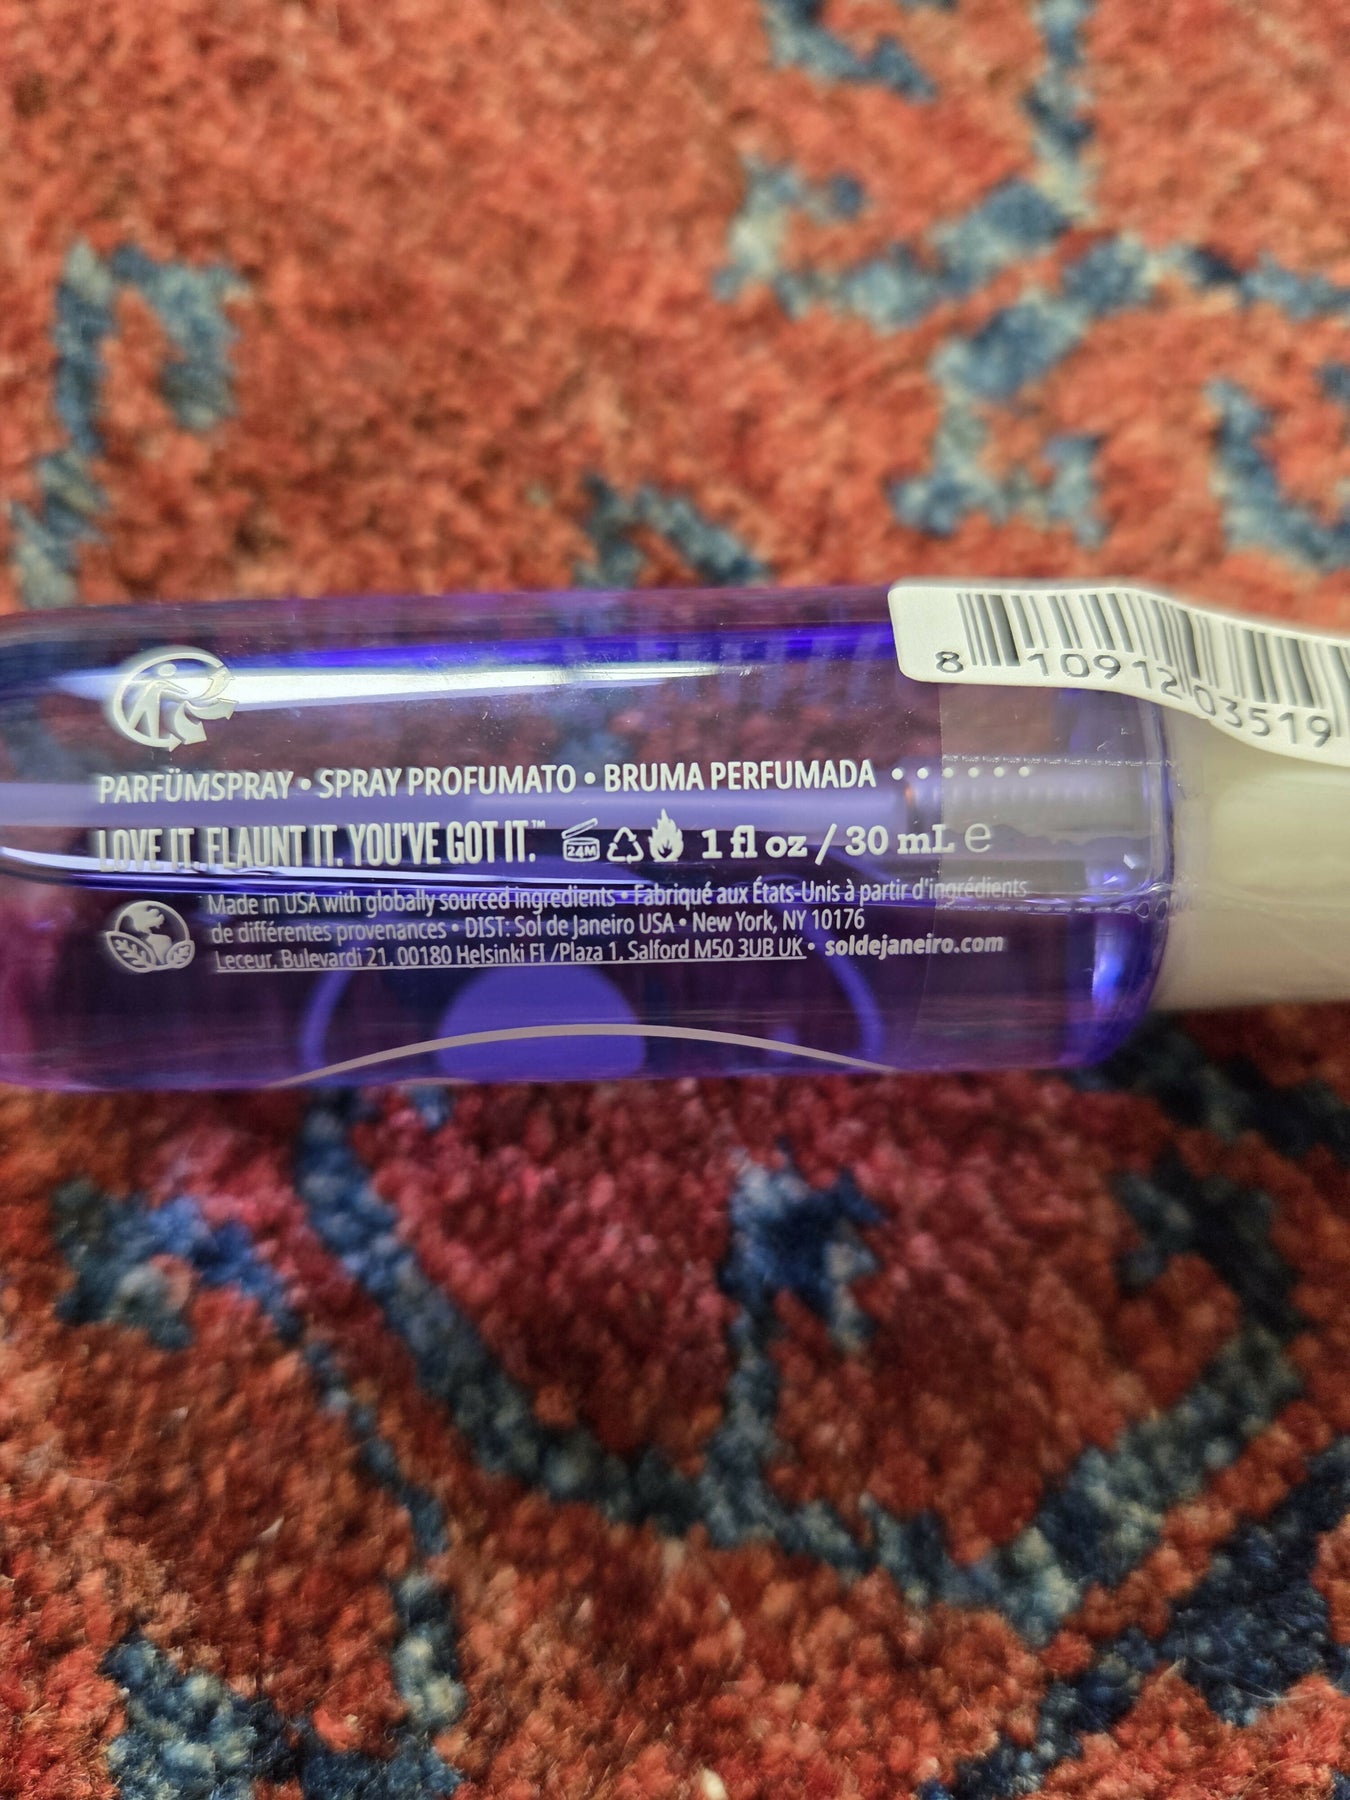 8 10912 03519
PARFÜMSPRAY • SPRAY PROFUMATO • BRUMA PERFUMADA • • • • • •
LOVE IT. FLAUNT IT. YOU'VE GOT IT.™ 24M 1 fl oz / 30 mL e
Made in USA with globally sourced ingredients • Fabriqué aux États-Unis à partir d'ingrédients
de différentes provenances • DIST: Sol de Janeiro USA • New York, NY 10176
Leceur, Bulevardi 21, 00180 Helsinki FI /Plaza 1, Salford M50 3UB UK • soldejaneiro.com